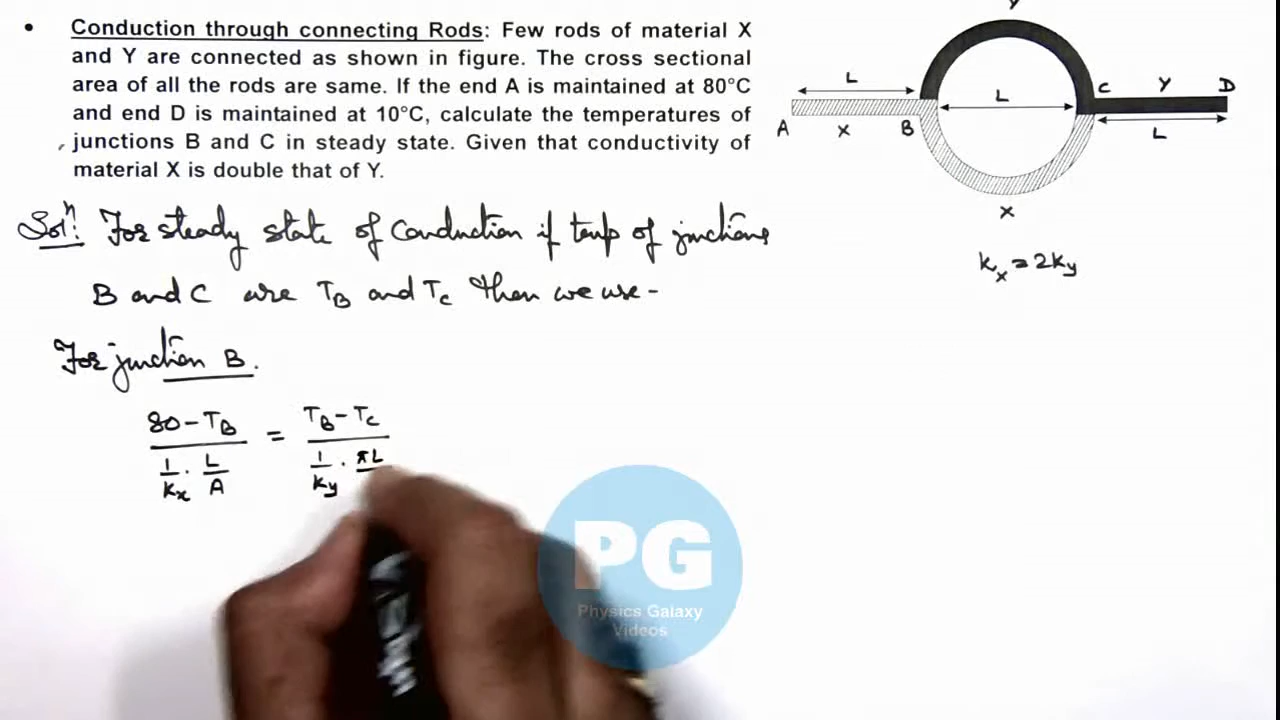 • Conduction through connecting Rods: Few rods of material X
and Y are connected as shown in figure. The cross sectional
area of all the rods are same. If the end A is maintained at 80°C
and end D is maintained at 10°C, calculate the temperatures of
junctions B and C in steady state. Given that conductivity of
material X is double that of Y.
Y
L
L
C Y D
A X B
L
X
kx = 2ky
Solⁿ: For steady state of conduction if temp of junctions
B and C are TB and TC then we use -
For junction B.
80 - TB = TB - TC
1/kx · L/A 1/ky · πL
PG
Physics Galaxy
Videos